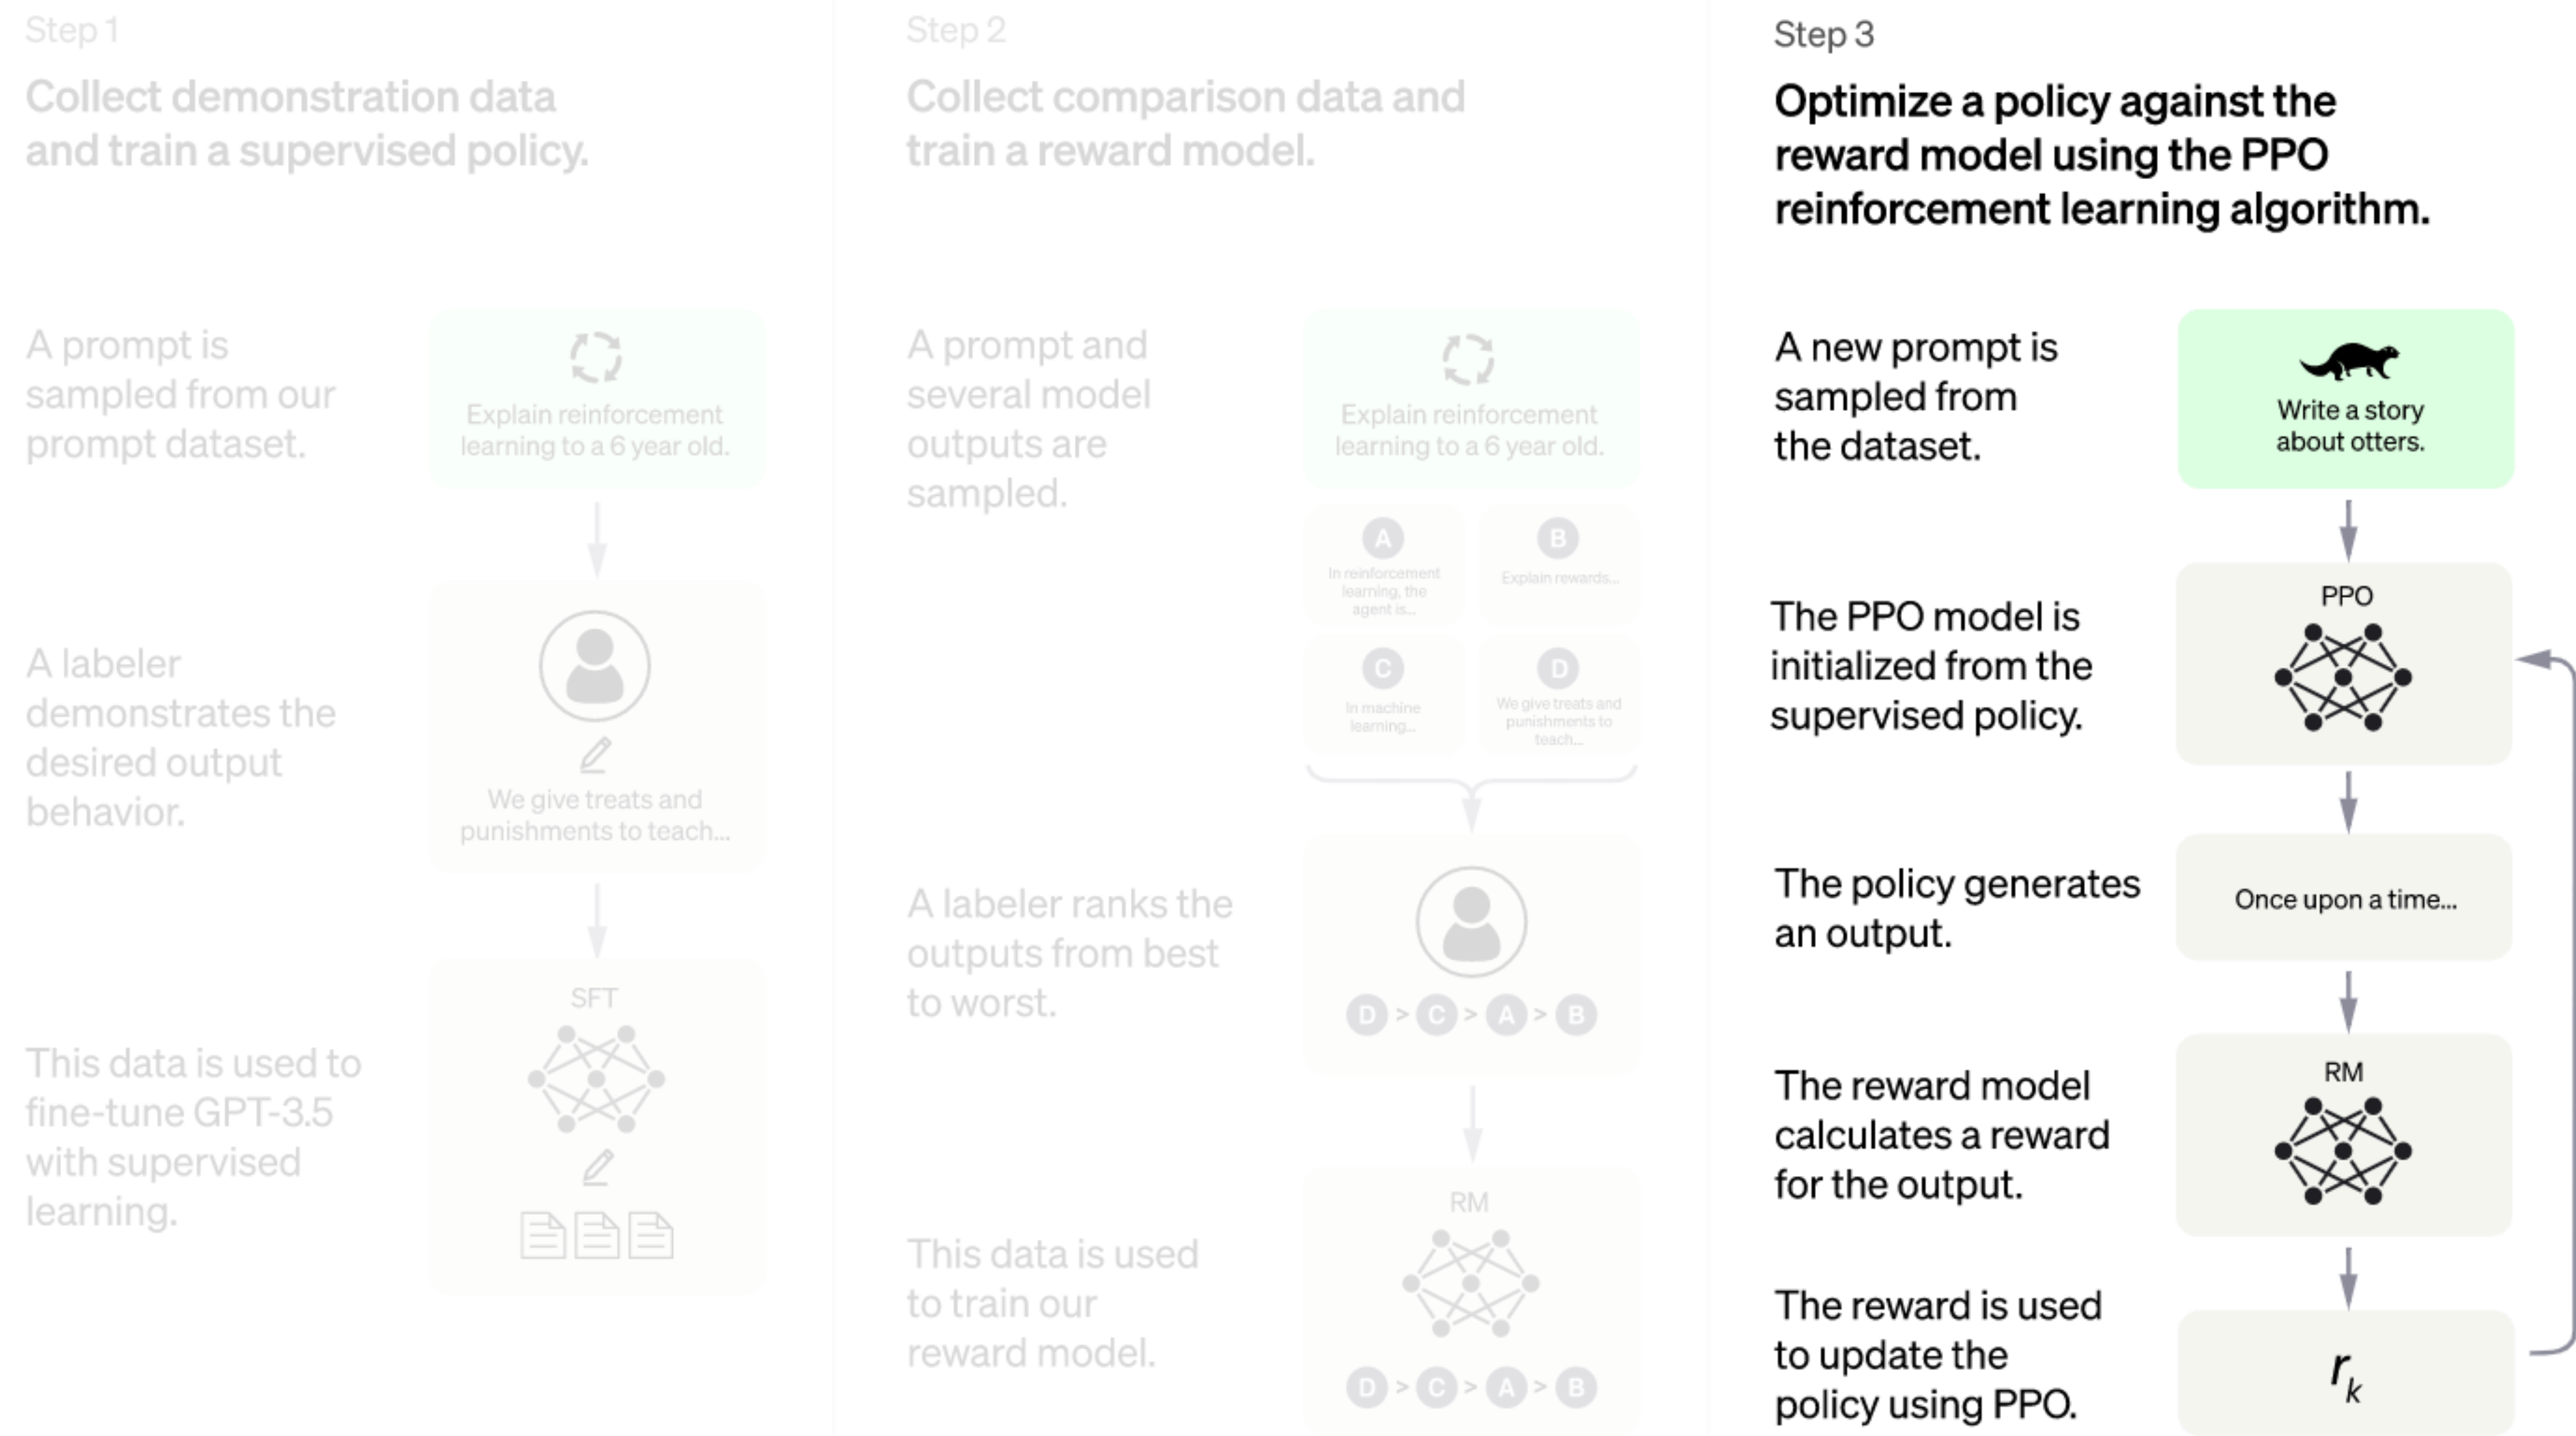 Step 1
Collect demonstration data
and train a supervised policy.
A prompt is
sampled from our
prompt dataset.
Explain reinforcement
learning to a 6 year old.
A labeler
demonstrates the
desired output
behavior.
We give treats and
punishments to teach...
This data is used to
fine-tune GPT-3.5
with supervised
learning.
SFT
Step 2
Collect comparison data and
train a reward model.
A prompt and
several model
outputs are
sampled.
Explain reinforcement
learning to a 6 year old.
A
In reinforcement
learning, the
agent is...
B
Explain rewards...
C
In machine
learning...
D
We give treats and
punishments to
teach...
A labeler ranks the
outputs from best
to worst.
D > C > A > B
This data is used
to train our
reward model.
RM
D > C > A > B
Step 3
Optimize a policy against the
reward model using the PPO
reinforcement learning algorithm.
A new prompt is
sampled from
the dataset.
Write a story
about otters.
The PPO model is
initialized from the
supervised policy.
PPO
The policy generates
an output.
Once upon a time...
The reward model
calculates a reward
for the output.
RM
The reward is used
to update the
policy using PPO.
r_k